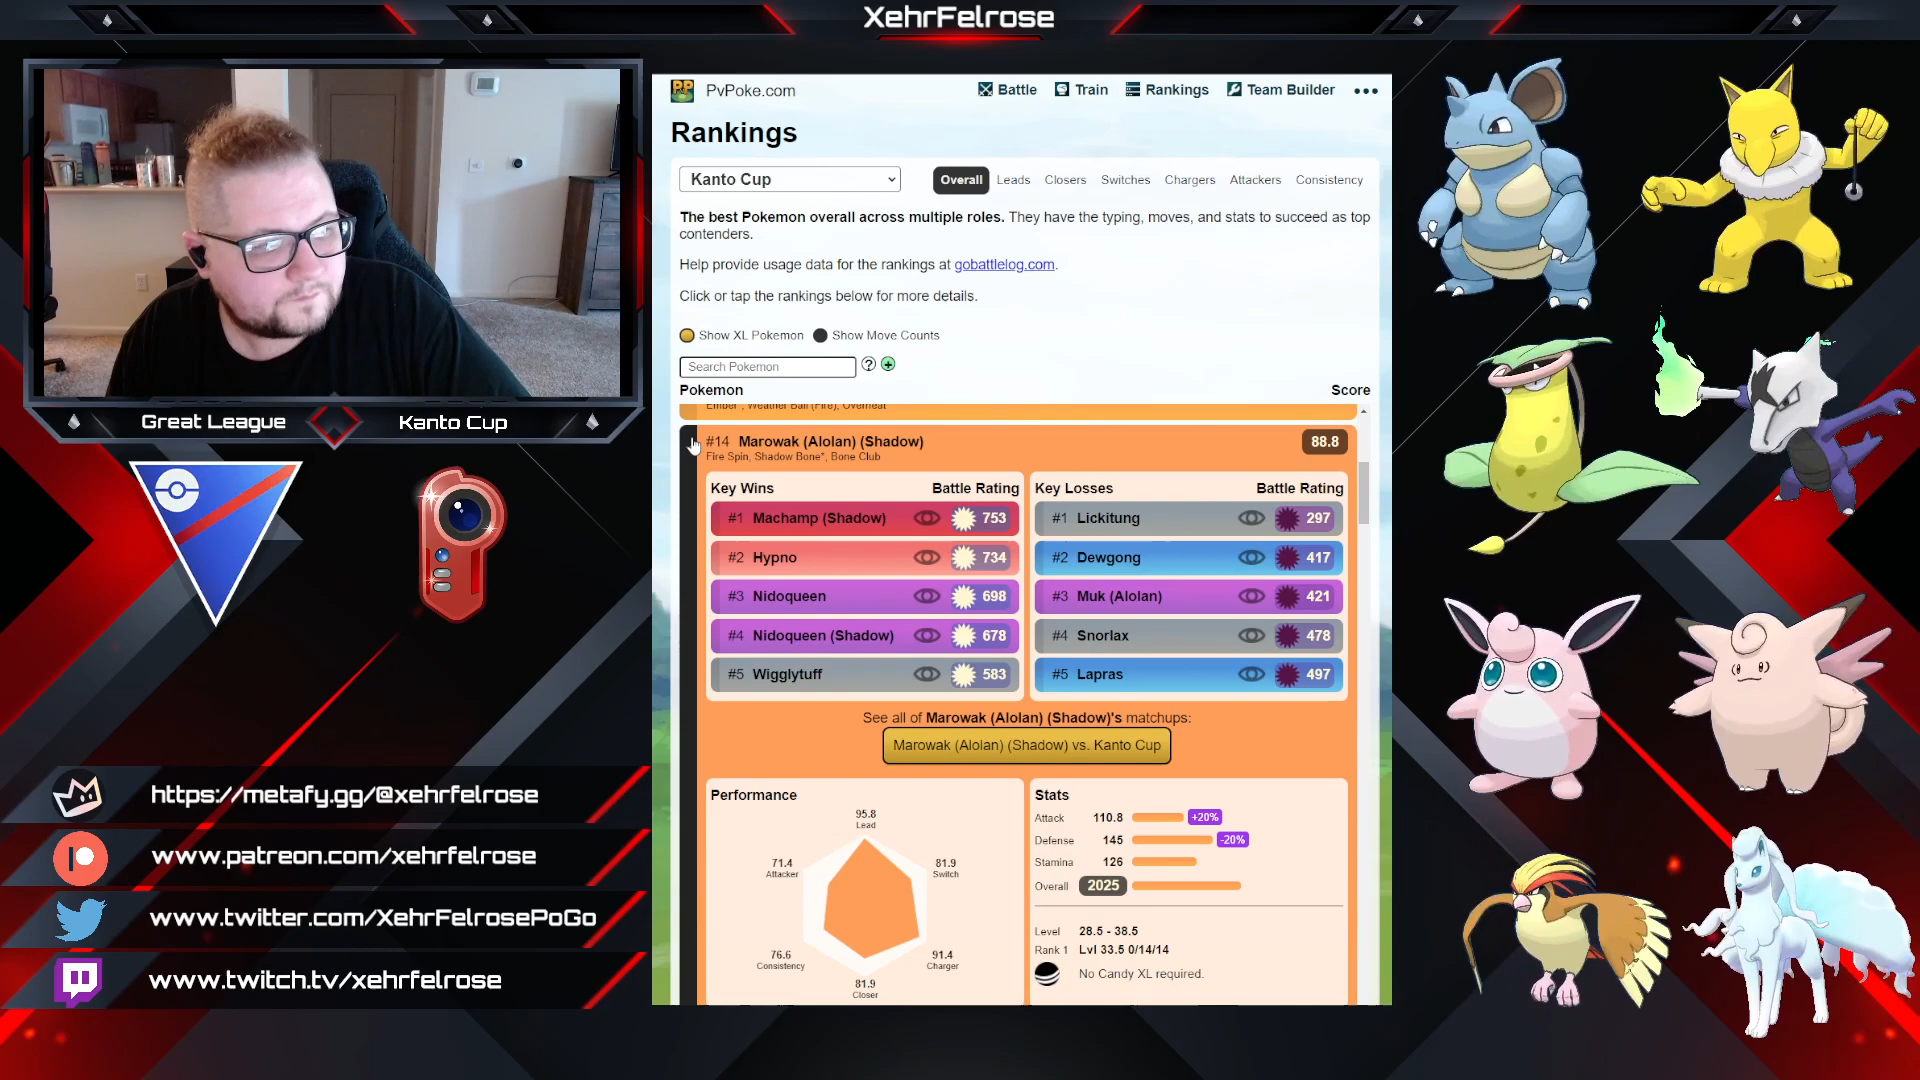 XehrFelrose
PvPoke.com
Battle
Train
Rankings
Team Builder
Rankings
Kanto Cup
Overall
Leads
Closers
Switches
Chargers
Attackers
Consistency
The best Pokemon overall across multiple roles. They have the typing, moves, and stats to succeed as top
contenders.
Help provide usage data for the rankings at gobattlelog.com.
Click or tap the rankings below for more details.
Show XL Pokemon
Show Move Counts
Search Pokemon
?
Pokemon
Score
Ember*, Weather Ball (Fire), Overheat
#14 Marowak (Alolan) (Shadow)
88.8
Fire Spin, Shadow Bone*, Bone Club
Key Wins Battle Rating
#1 Machamp (Shadow) 753
#2 Hypno 734
#3 Nidoqueen 698
#4 Nidoqueen (Shadow) 678
#5 Wigglytuff 583
Key Losses Battle Rating
#1 Lickitung 297
#2 Dewgong 417
#3 Muk (Alolan) 421
#4 Snorlax 478
#5 Lapras 497
See all of Marowak (Alolan) (Shadow)'s matchups:
Marowak (Alolan) (Shadow) vs. Kanto Cup
Performance
95.8
Lead
71.4
Attacker
81.9
Switch
76.6
Consistency
91.4
Charger
81.9
Closer
Stats
Attack 110.8 +20%
Defense 145 -20%
Stamina 126
Overall 2025
Level 28.5 - 38.5
Rank 1 Lvl 33.5 0/14/14
No Candy XL required.
Great League
Kanto Cup
https://metafy.gg/@xehrfelrose
www.patreon.com/xehrfelrose
www.twitter.com/XehrFelrosePoGo
www.twitch.tv/xehrfelrose